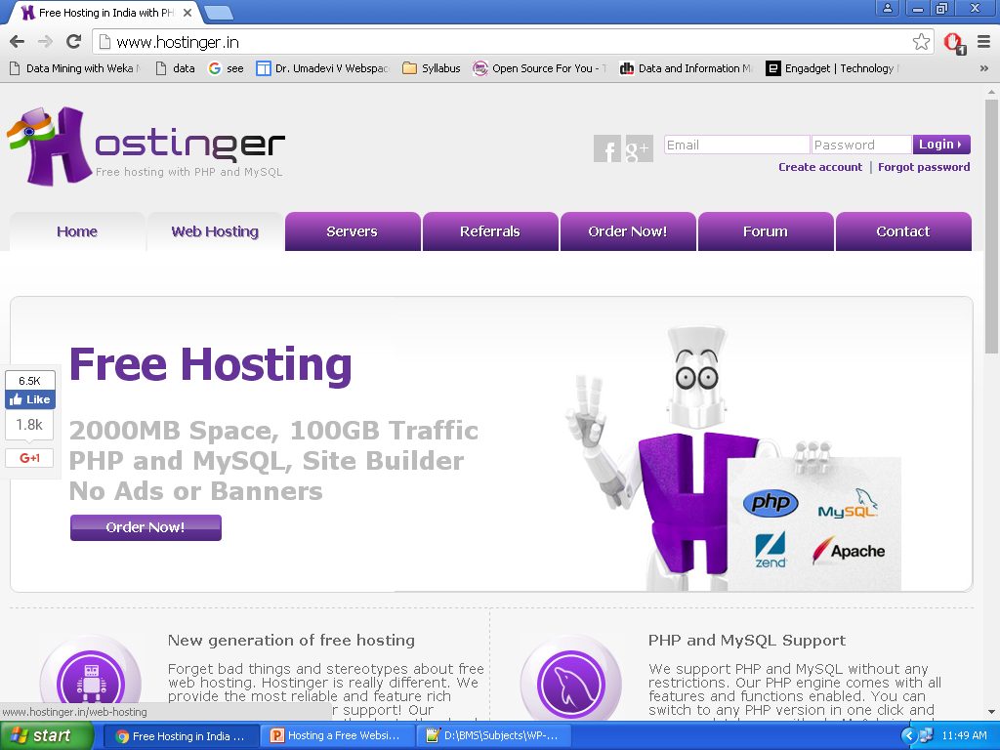 Free Hosting in India with PH
www.hostinger.in
1
Data Mining with Weka
data
see
Dr. Umadevi V Webspac
Syllabus
Open Source For You -
Data and Information M
Engadget | Technology
»
Hostinger
Free hosting with PHP and MySQL
f
g+
Email
Password
Login
Create account | Forgot password
Home
Web Hosting
Servers
Referrals
Order Now!
Forum
Contact
Free Hosting
2000MB Space, 100GB Traffic
PHP and MySQL, Site Builder
No Ads or Banners
Order Now!
6.5K
Like
1.8k
G+1
php
MySQL
zend
Apache
New generation of free hosting
Forget bad things and stereotypes about free
web hosting. Hostinger is really different. We
provide the most reliable and feature rich
r support! Our
PHP and MySQL Support
We support PHP and MySQL without any
restrictions. Our PHP engine comes with all
features and functions enabled. You can
switch to any PHP version in one click and
www.hostinger.in/web-hosting
start
Free Hosting in India ...
Hosting a Free Websi...
D:\BMS\Subjects\WP-...
11:49 AM